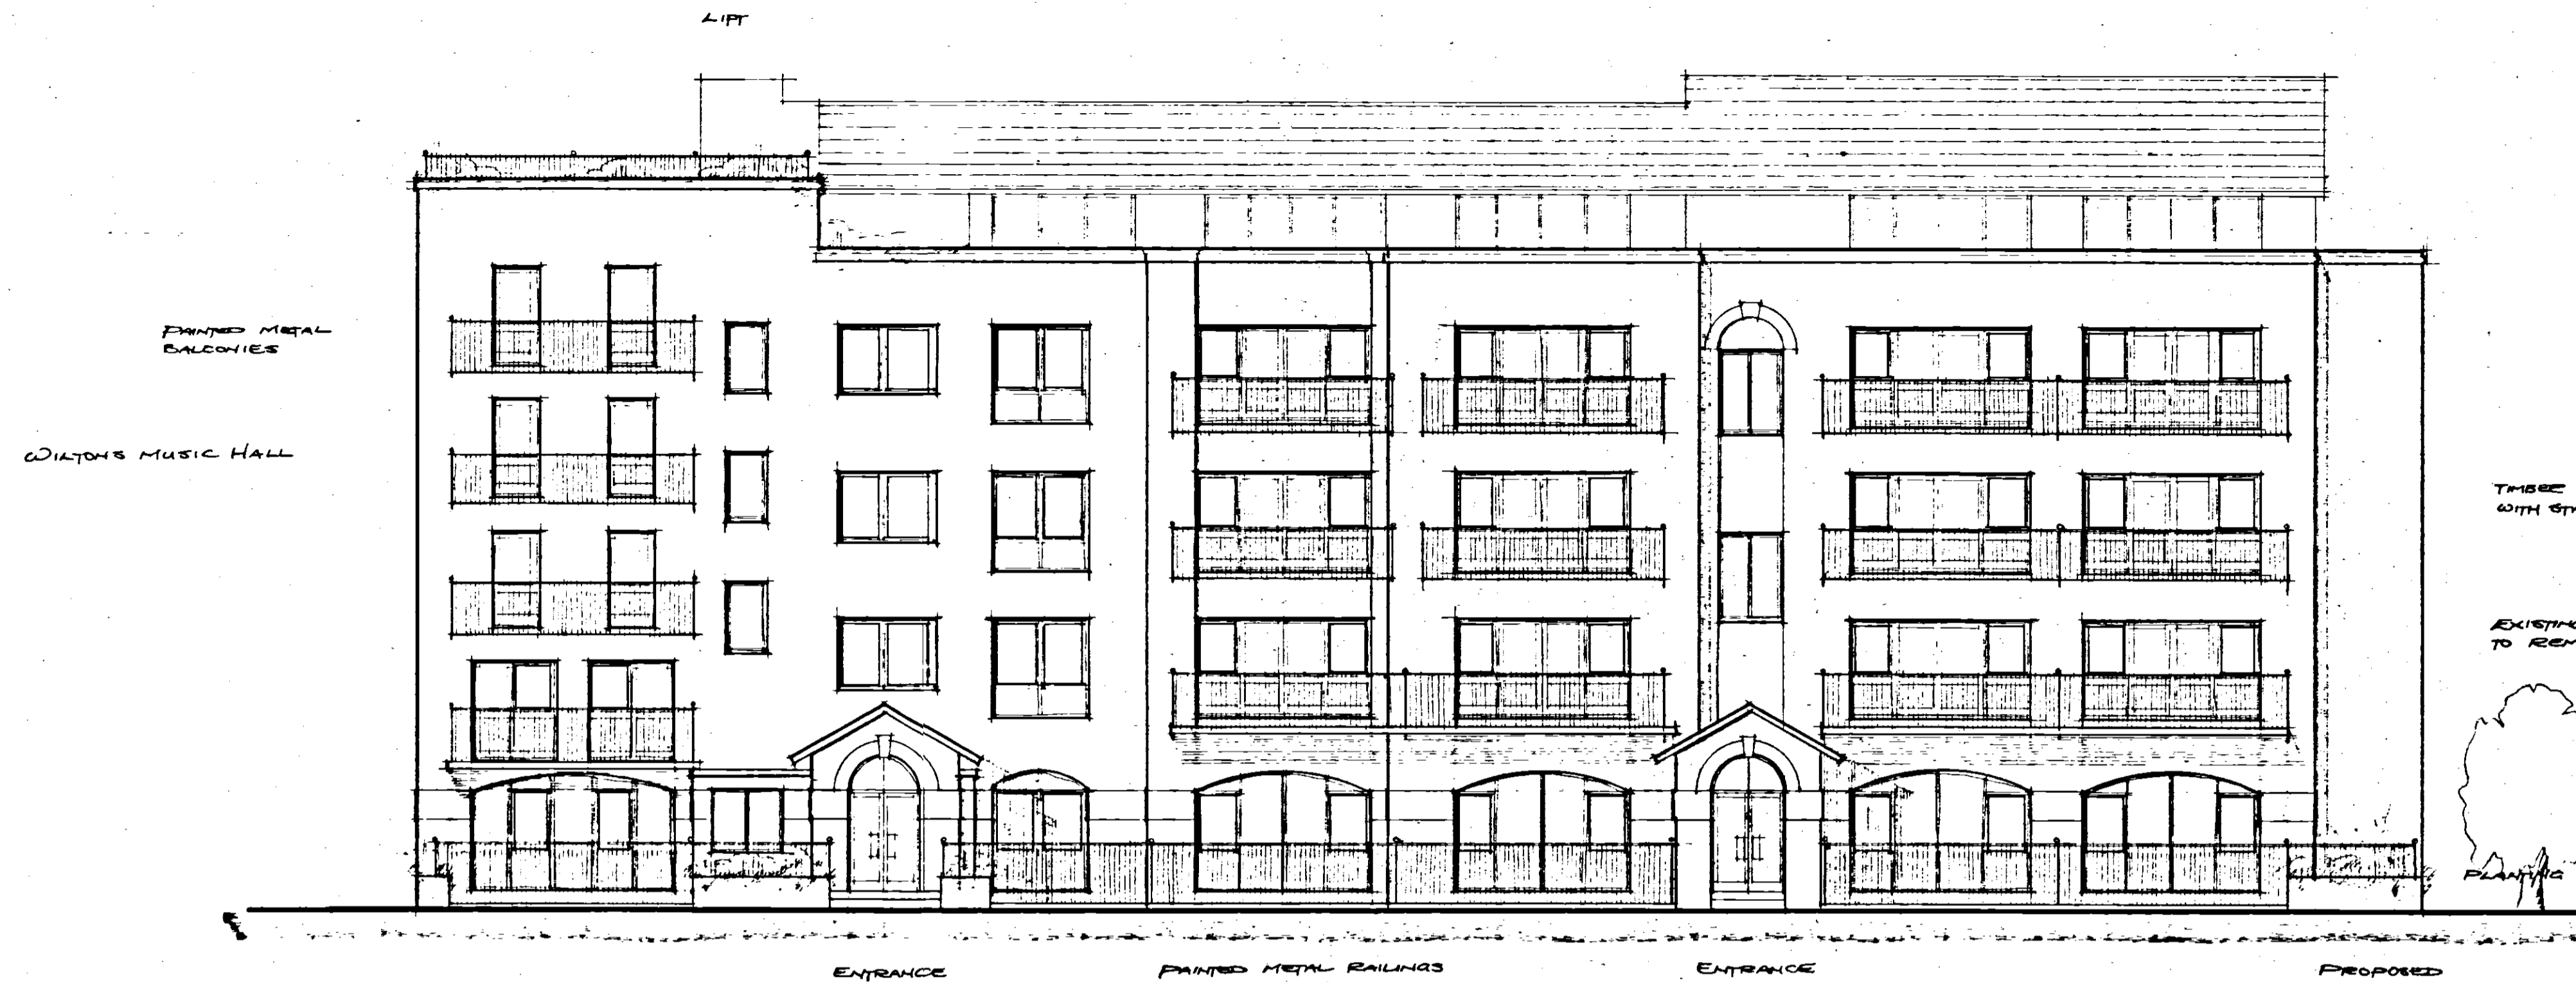 LIFT
PAINTED METAL
BALCONIES
WILTONS MUSIC HALL
TIMBER
WITH
EXISTING
TO
PLANTING
ENTRANCE
PAINTED METAL RAILINGS
ENTRANCE
PROPOSED